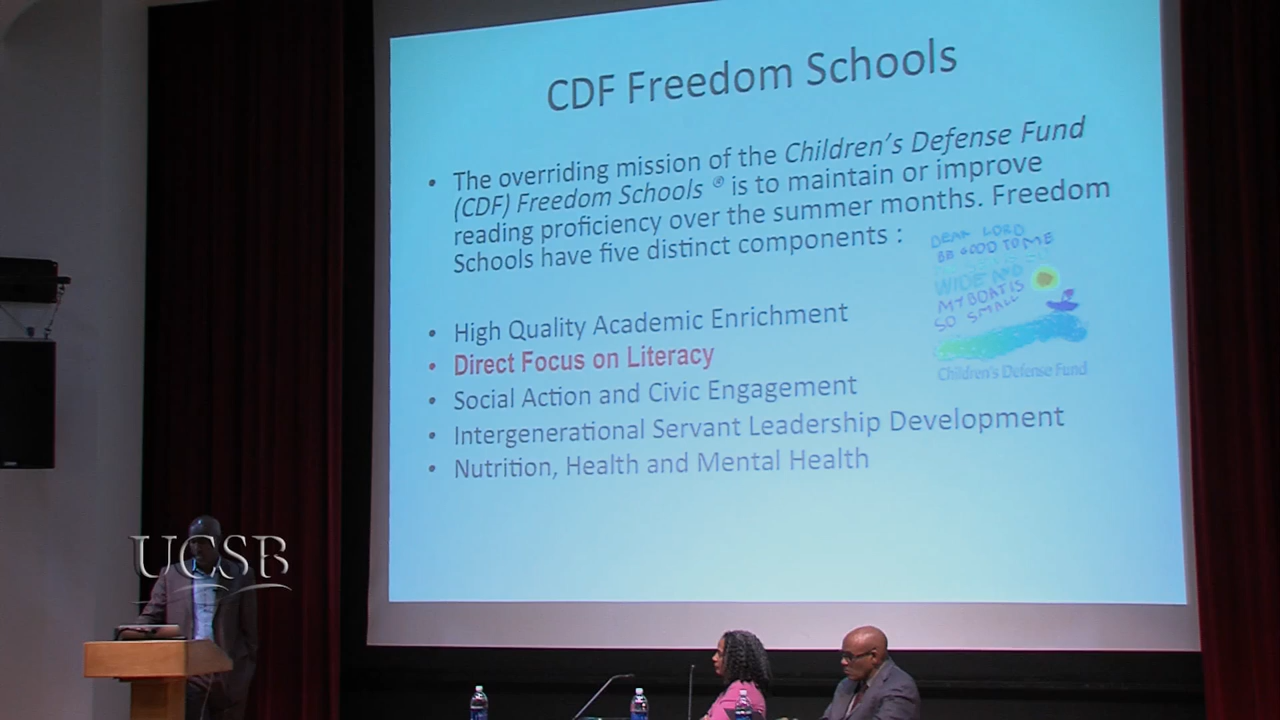 CDF Freedom Schools
• The overriding mission of the Children's Defense Fund
(CDF) Freedom Schools ® is to maintain or improve
reading proficiency over the summer months. Freedom
Schools have five distinct components :
DEAR LORD
BE GOOD TO ME
WIDE AND
MY BOAT IS
SO SMALL
Children's Defense Fund
• High Quality Academic Enrichment
• Direct Focus on Literacy
• Social Action and Civic Engagement
• Intergenerational Servant Leadership Development
• Nutrition, Health and Mental Health
UCSB